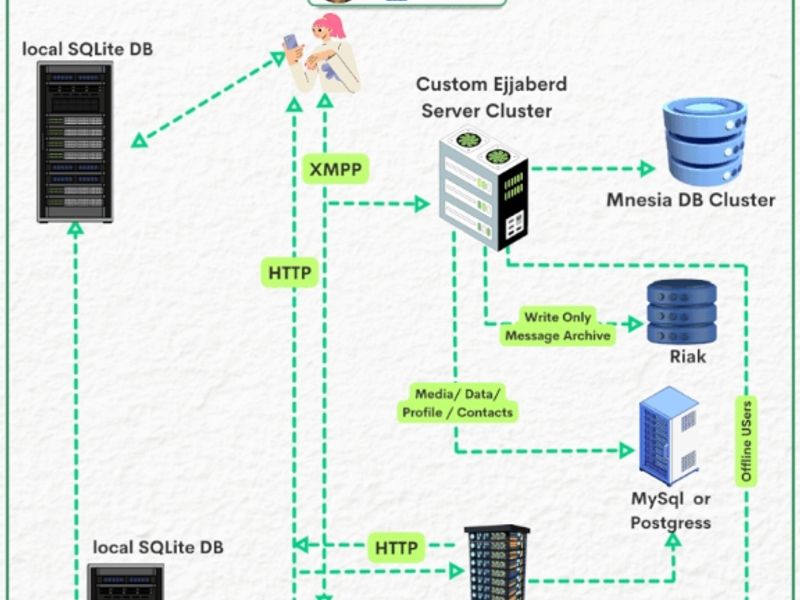 local SQLite DB
Custom Ejjaberd
Server Cluster
XMPP
Mnesia DB Cluster
HTTP
Write Only
Message Archive
Riak
Media/ Data/
Profile / Contacts
Offline USers
MySql or
Postgress
HTTP
local SQLite DB